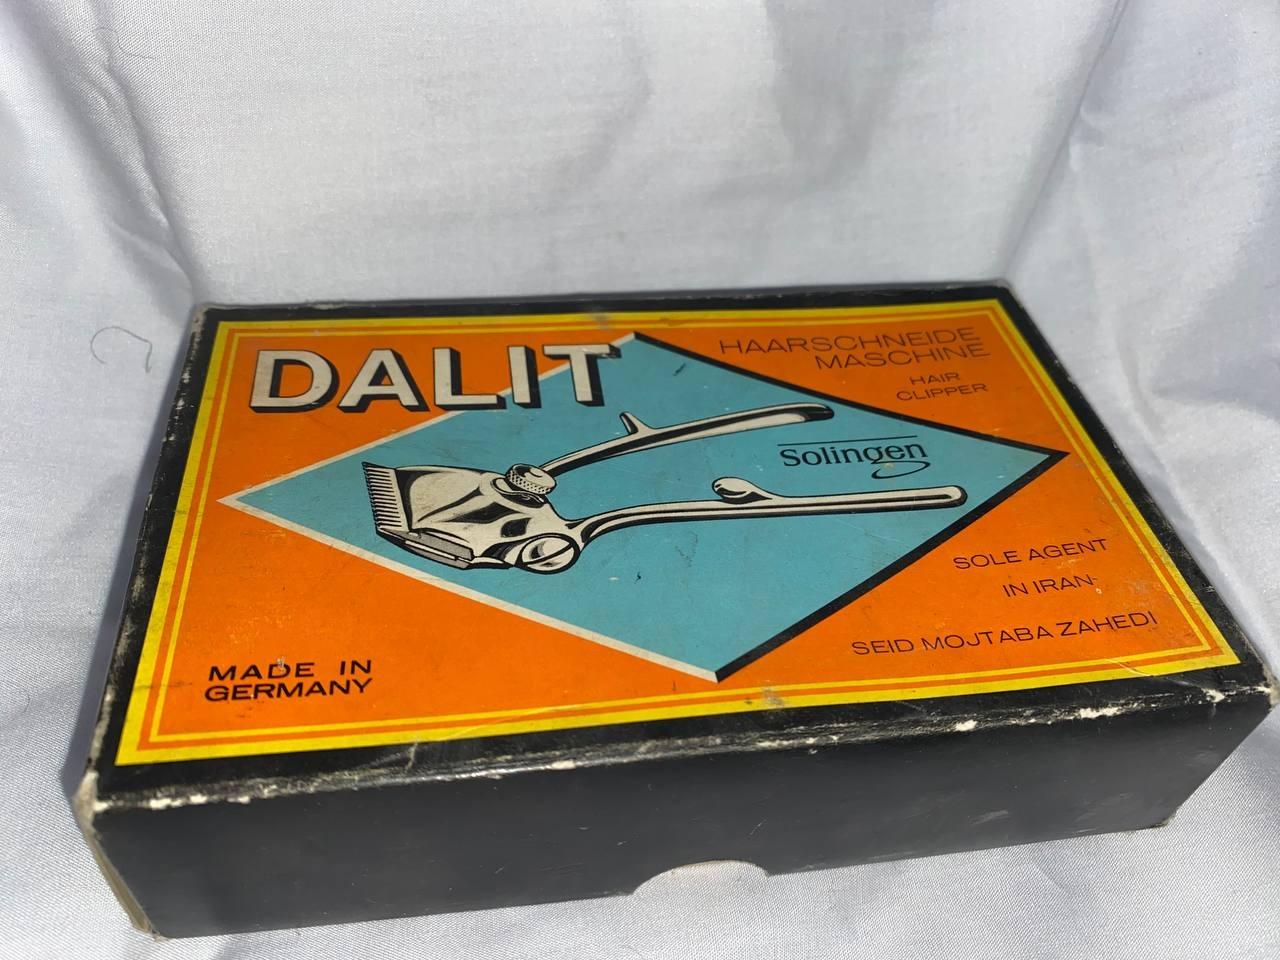 DALIT
HAARSCHNEIDE
MASCHINE
HAIR
CLIPPER
Solingen
SOLE AGENT
IN IRAN
SEID MOJTABA ZAHEDI
MADE IN
GERMANY